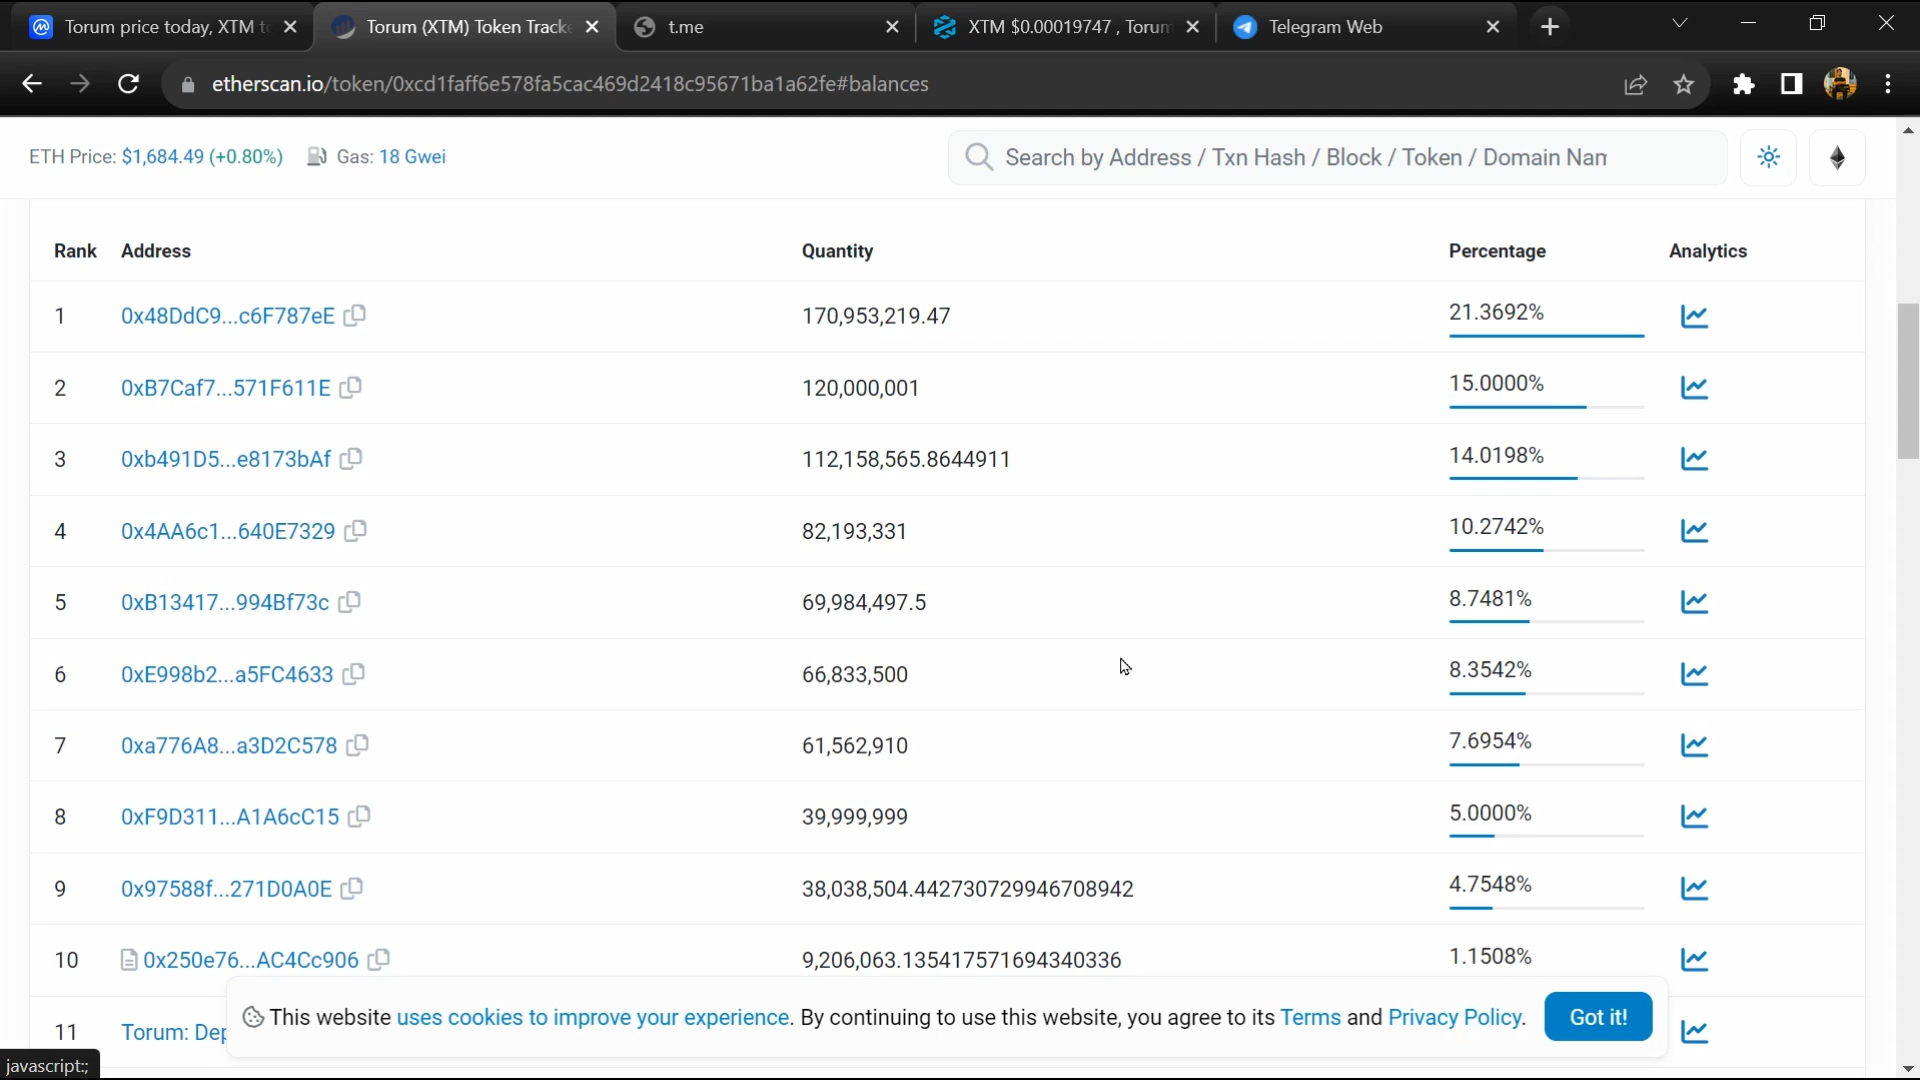 Torum price today, XTM to
Torum (XTM) Token Tracke
t.me
XTM $0.00019747 , Torum
Telegram Web
etherscan.io/token/0xcd1faff6e578fa5cac469d2418c95671ba1a62fe#balances
ETH Price: $1,684.49 (+0.80%) Gas: 18 Gwei
Search by Address / Txn Hash / Block / Token / Domain Nam
Rank Address Quantity Percentage Analytics
1 0x48DdC9...c6F787eE 170,953,219.47 21.3692%
2 0xB7Caf7...571F611E 120,000,001 15.0000%
3 0xb491D5...e8173bAf 112,158,565.8644911 14.0198%
4 0x4AA6c1...640E7329 82,193,331 10.2742%
5 0xB13417...994Bf73c 69,984,497.5 8.7481%
6 0xE998b2...a5FC4633 66,833,500 8.3542%
7 0xa776A8...a3D2C578 61,562,910 7.6954%
8 0xF9D311...A1A6cC15 39,999,999 5.0000%
9 0x97588f...271D0A0E 38,038,504.442730729946708942 4.7548%
10 0x250e76...AC4Cc906 9,206,063.135417571694340336 1.1508%
This website uses cookies to improve your experience. By continuing to use this website, you agree to its Terms and Privacy Policy. Got it!
11 Torum: Dep
javascript:;